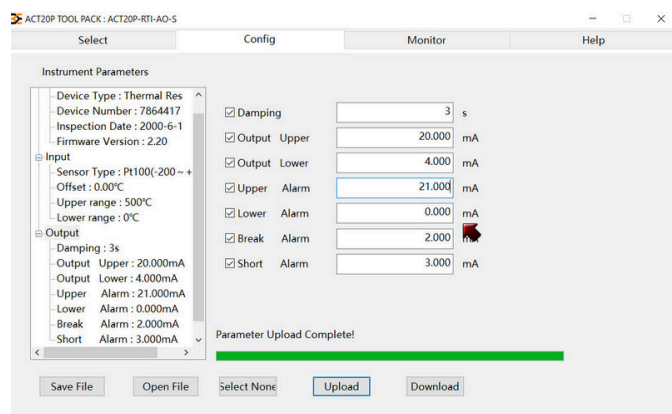 ACT20P TOOL PACK : ACT20P-RTI-AO-S
Select Config Monitor Help
Instrument Parameters
Device Type : Thermal Res
Device Number : 7864417
Inspection Date : 2000-6-1
Firmware Version : 2.20
Input
Sensor Type : Pt100(-200 ~ +
Offset : 0.00℃
Upper range : 500℃
Lower range : 0℃
Output
Damping : 3s
Output Upper : 20.000mA
Output Lower : 4.000mA
Upper Alarm : 21.000mA
Lower Alarm : 0.000mA
Break Alarm : 2.000mA
Short Alarm : 3.000mA
Damping 3 s
Output Upper 20.000 mA
Output Lower 4.000 mA
Upper Alarm 21.000 mA
Lower Alarm 0.000 mA
Break Alarm 2.000 mA
Short Alarm 3.000 mA
Parameter Upload Complete!
Save File Open File Select None Upload Download